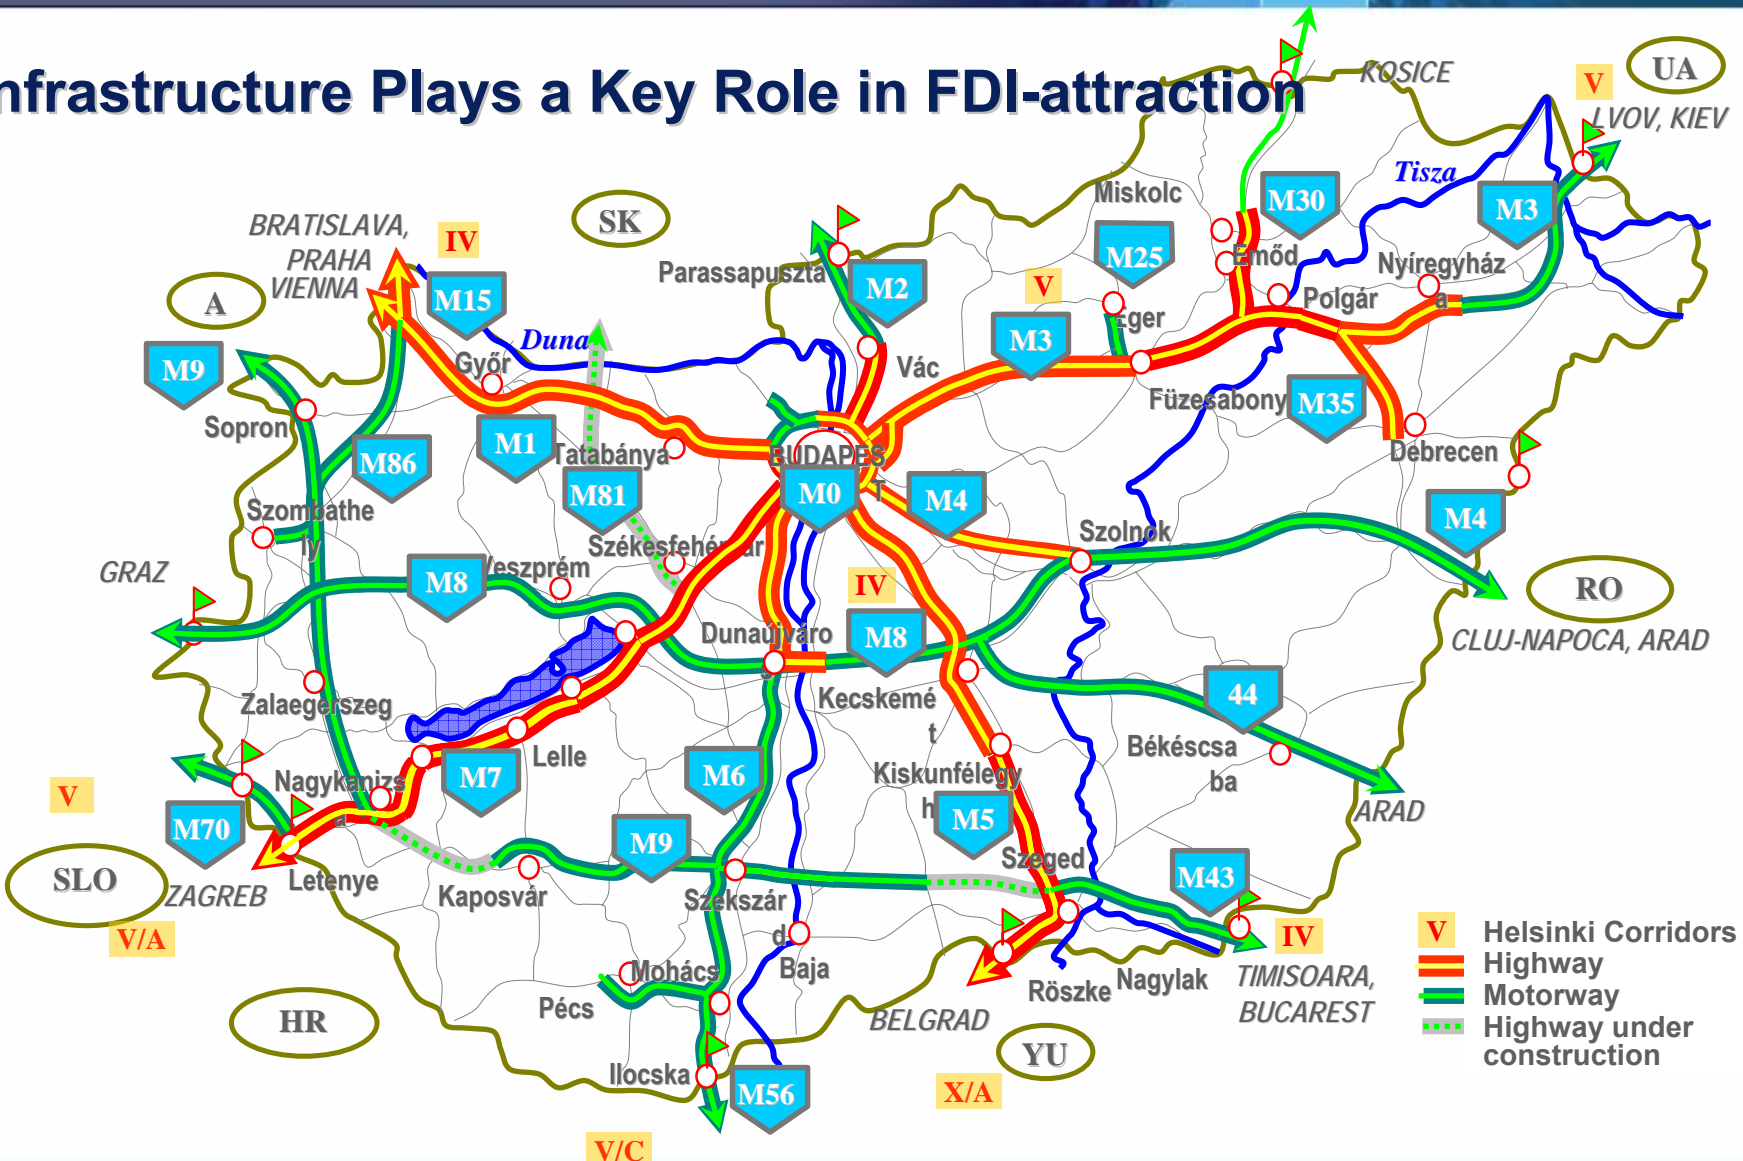 nfrastructure Plays a Key Role in FDI-attraction
KOSICE
UA
V
LVOV, KIEV
Tisza
Miskolc
M30
M3
SK
BRATISLAVA,
PRAHA
VIENNA
IV
A
M15
Parassapuszta
M2
V
M25
Emőd
Nyíregyház
a
Polgár
Eger
M3
Duna
Győr
M9
Vác
Füzesabony
M35
Sopron
M1
Tatabánya
BUDAPES
T
Debrecen
M86
M81
M0
M4
M4
Szombathe
ly
Székesfehérvár
Szolnok
GRAZ
M8
Veszprém
IV
RO
Dunaújváro
s
M8
CLUJ-NAPOCA, ARAD
Zalaegerszeg
Kecskemé
t
44
Békéscsa
ba
Lelle
M7
M6
Kiskunfélegy
h
V
Nagykanizs
a
M70
M5
ARAD
M9
Szeged
SLO
ZAGREB
Letenye
Kaposvár
Szekszár
d
M43
V/A
IV
V Helsinki Corridors
Highway
Motorway
Highway under
construction
Mohács
Baja
Pécs
Röszke
Nagylak
TIMISOARA,
BUCAREST
HR
BELGRAD
YU
Ilocska
M56
X/A
V/C